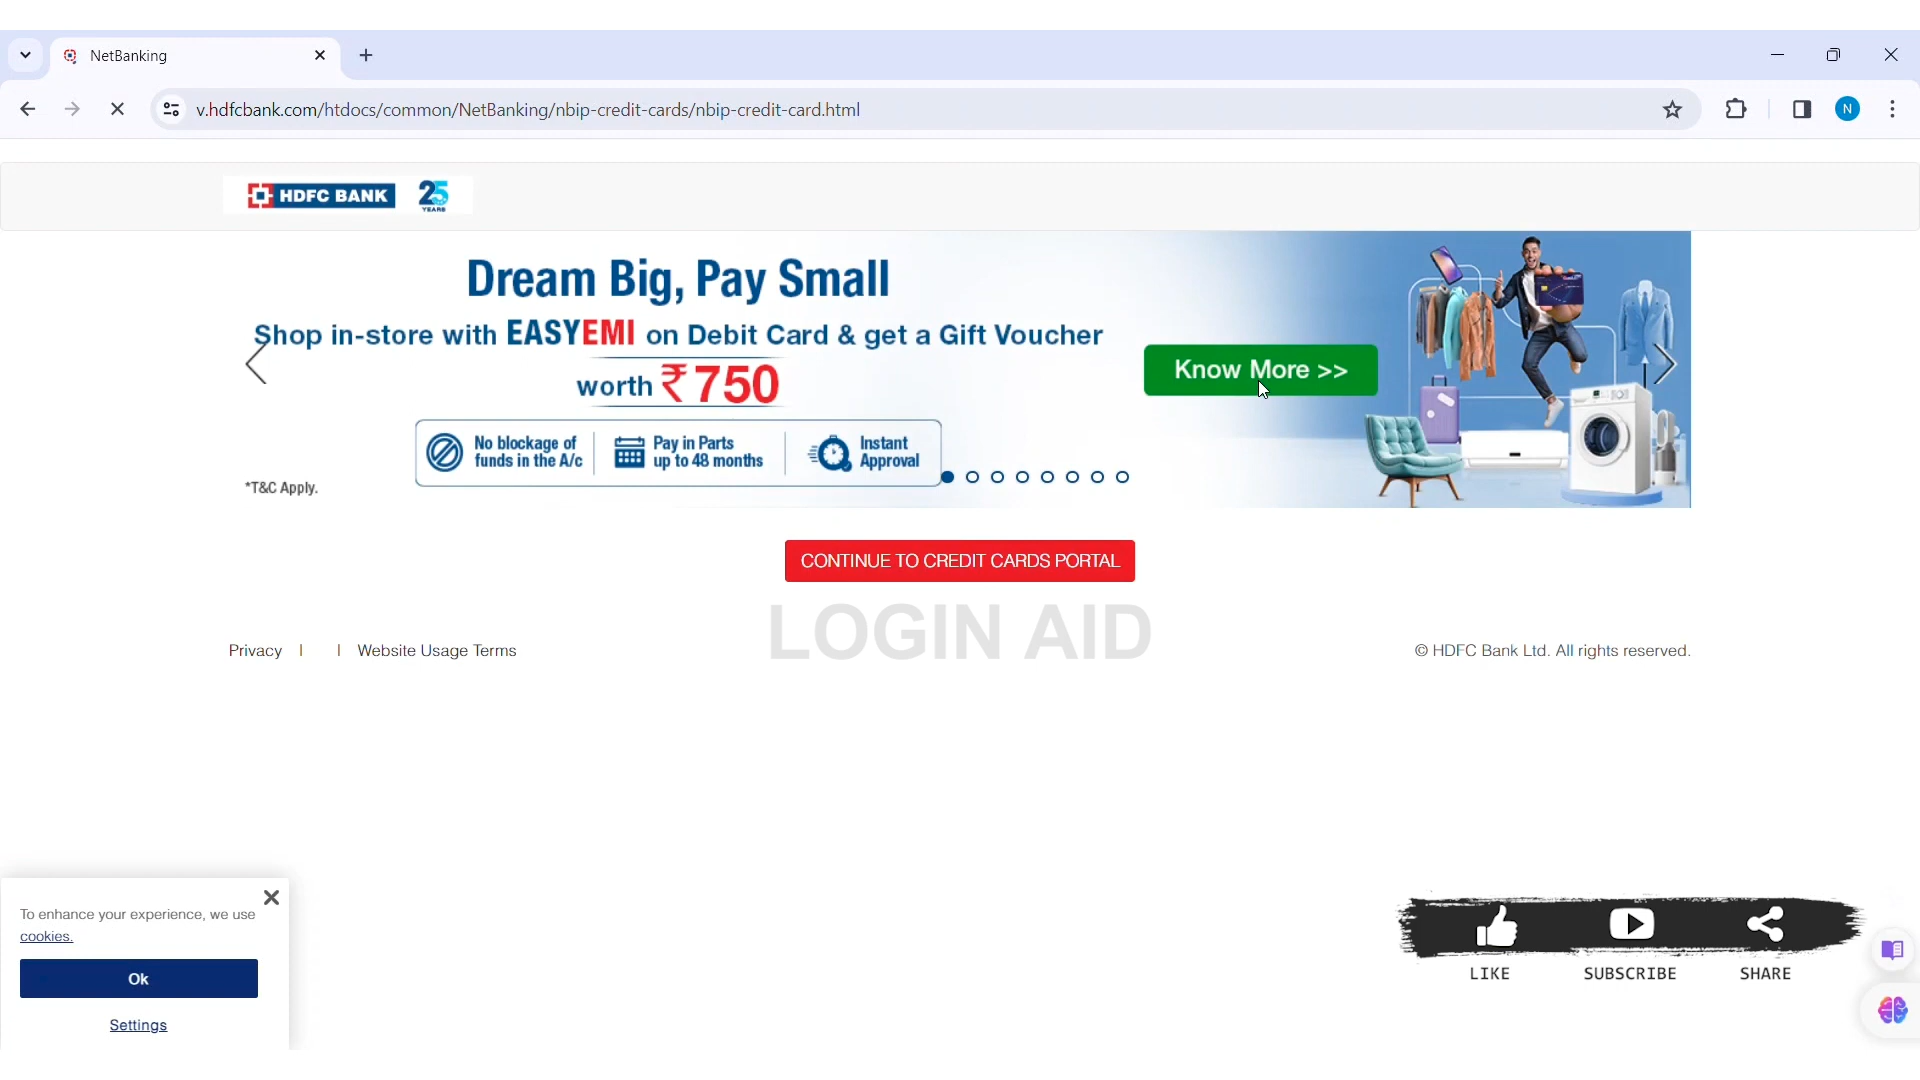 NetBanking
v.hdfcbank.com/htdocs/common/NetBanking/nbip-credit-cards/nbip-credit-card.html
N
HDFC BANK 25 YEARS
Dream Big, Pay Small
Shop in-store with EASYEMI on Debit Card & get a Gift Voucher
worth ₹750
Know More >>
No blockage of
funds in the A/c
Pay in Parts
up to 48 months
Instant
Approval
*T&C Apply.
CONTINUE TO CREDIT CARDS PORTAL
LOGIN AID
Privacy | | Website Usage Terms
© HDFC Bank Ltd. All rights reserved.
To enhance your experience, we use
cookies.
Ok
Settings
LIKE SUBSCRIBE SHARE